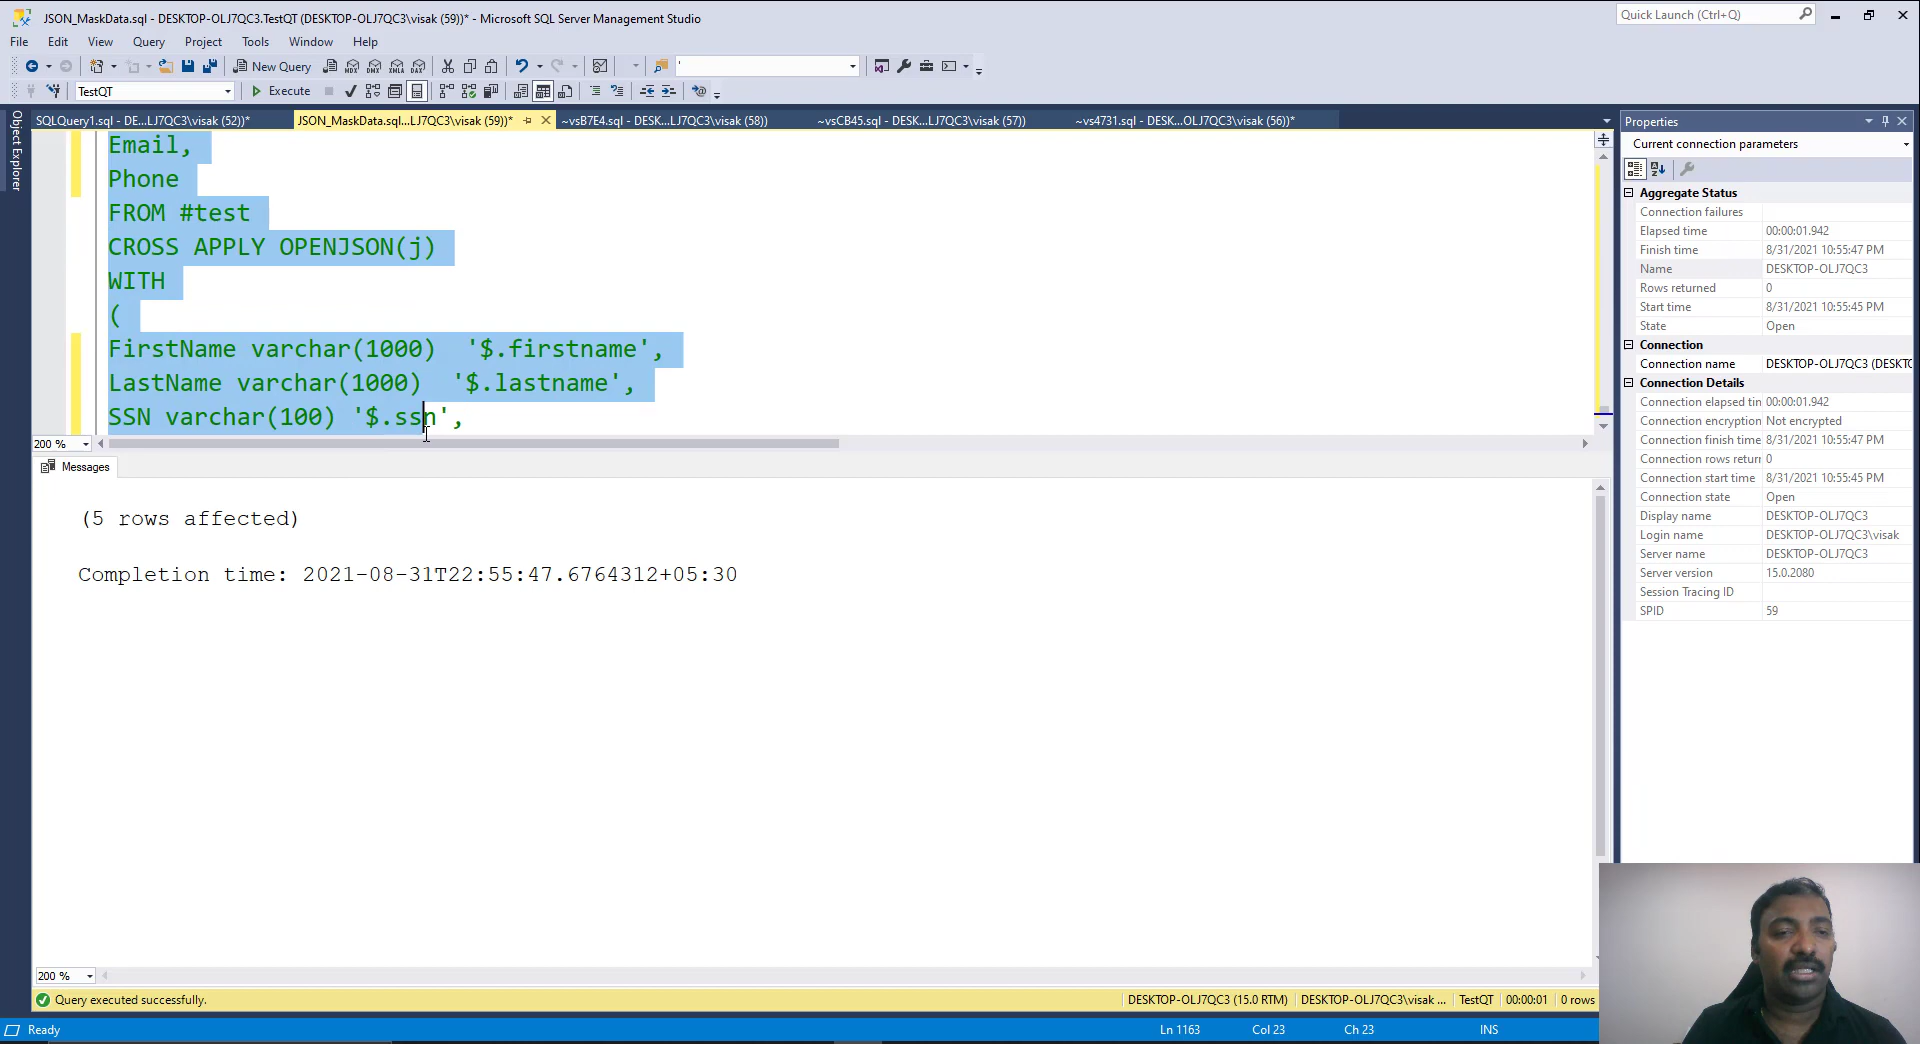 JSON_MaskData.sql - DESKTOP-OLJ7QC3.TestQT (DESKTOP-OLJ7QC3\visak (59))* - Microsoft SQL Server Management Studio
Quick Launch (Ctrl+Q)
File Edit View Query Project Tools Window Help
New Query MDX DMX XMLA DAX '
TestQT Execute
SQLQuery1.sql - DE...LJ7QC3\visak (52))* JSON_MaskData.sql...LJ7QC3\visak (59))* ~vsB7E4.sql - DESK...LJ7QC3\visak (58)) ~vsCB45.sql - DESK...LJ7QC3\visak (57)) ~vs4731.sql - DESK...OLJ7QC3\visak (56))*
Object Explorer
Email,
Phone
FROM #test
CROSS APPLY OPENJSON(j)
WITH
(
FirstName varchar(1000)  '$.firstname',
LastName varchar(1000)  '$.lastname',
SSN varchar(100) '$.ssn',
200 %
Messages
(5 rows affected)
Completion time: 2021-08-31T22:55:47.6764312+05:30
200 %
Query executed successfully. DESKTOP-OLJ7QC3 (15.0 RTM) DESKTOP-OLJ7QC3\visak ... TestQT 00:00:01 0 rows
Ready Ln 1163 Col 23 Ch 23 INS
Properties
Current connection parameters
Aggregate Status
Connection failures
Elapsed time 00:00:01.942
Finish time 8/31/2021 10:55:47 PM
Name DESKTOP-OLJ7QC3
Rows returned 0
Start time 8/31/2021 10:55:45 PM
State Open
Connection
Connection name DESKTOP-OLJ7QC3 (DESKTC
Connection Details
Connection elapsed tin 00:00:01.942
Connection encryption Not encrypted
Connection finish time 8/31/2021 10:55:47 PM
Connection rows returr 0
Connection start time 8/31/2021 10:55:45 PM
Connection state Open
Display name DESKTOP-OLJ7QC3
Login name DESKTOP-OLJ7QC3\visak
Server name DESKTOP-OLJ7QC3
Server version 15.0.2080
Session Tracing ID
SPID 59